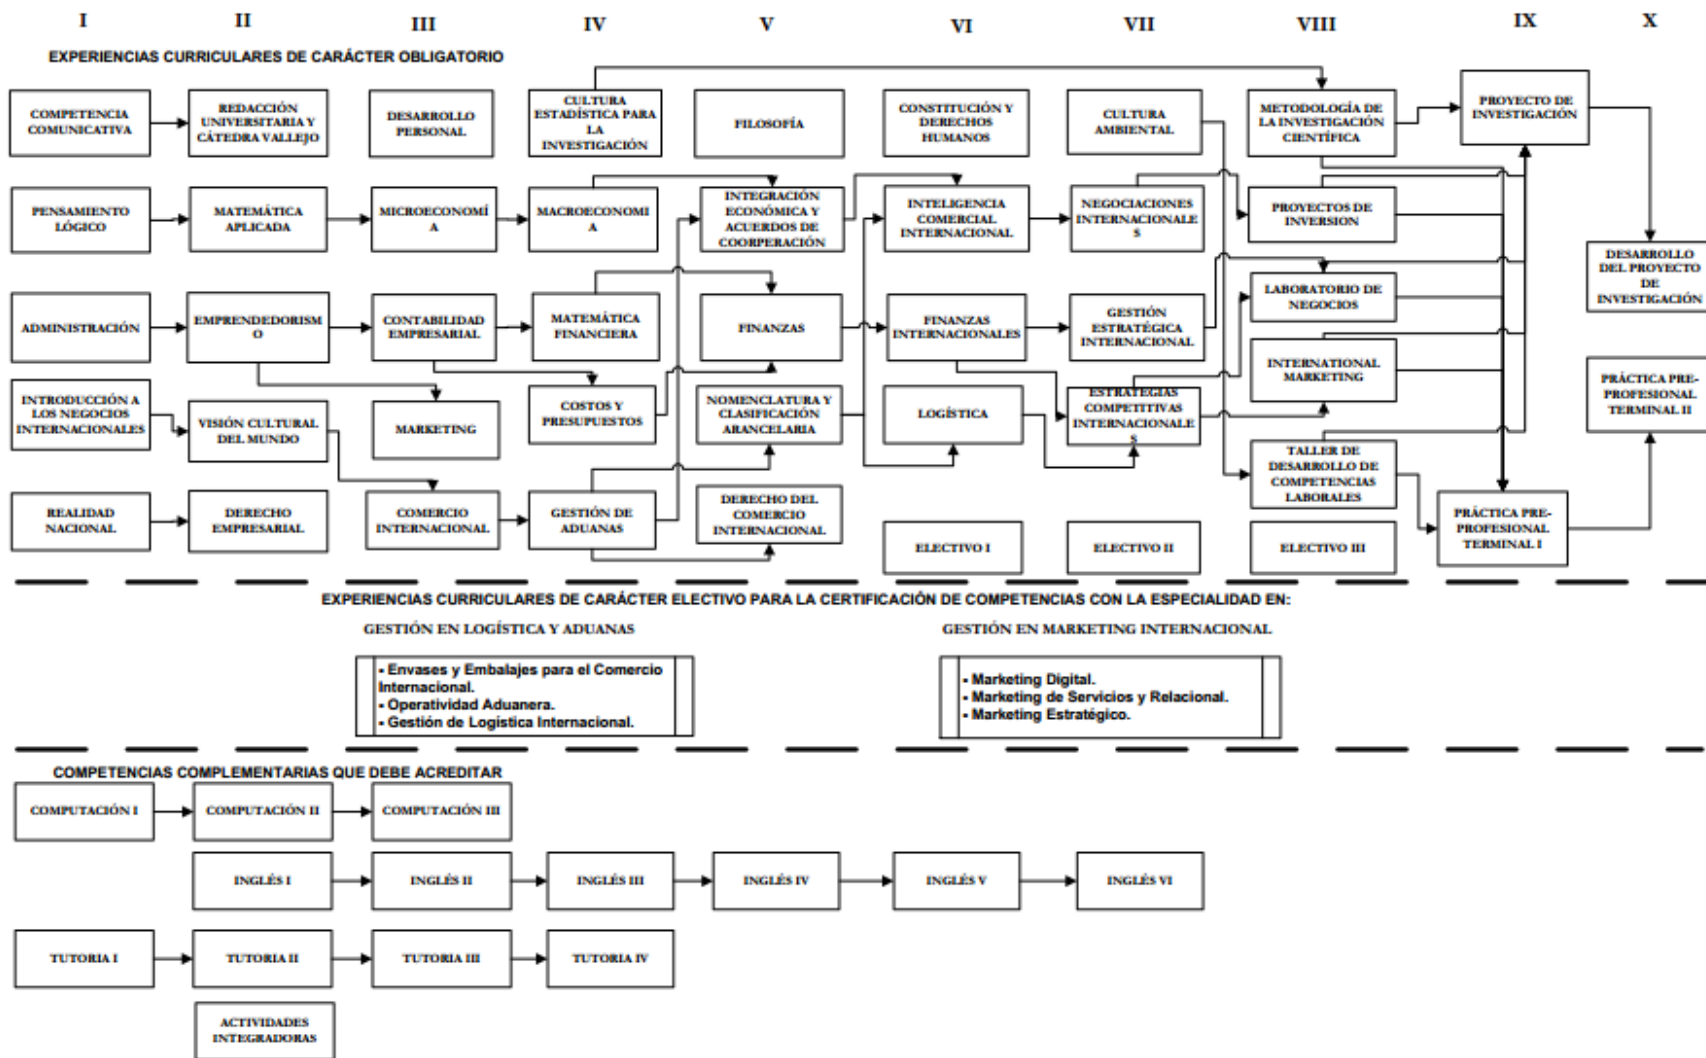 I II III IV V VI VII VIII IX X
EXPERIENCIAS CURRICULARES DE CARÁCTER OBLIGATORIO
COMPETENCIA
COMUNICATIVA
REDACCIÓN
UNIVERSITARIA Y
CÁTEDRA VALLEJO
DESARROLLO
PERSONAL
CULTURA
ESTADÍSTICA PARA
LA
INVESTIGACIÓN
FILOSOFÍA
CONSTITUCIÓN Y
DERECHOS
HUMANOS
CULTURA
AMBIENTAL
METODOLOGÍA DE
LA INVESTIGACIÓN
CIENTÍFICA
PROYECTO DE
INVESTIGACIÓN
PENSAMIENTO
LÓGICO
MATEMÁTICA
APLICADA
MICROECONOMÍ
A
MACROECONOMI
A
INTEGRACIÓN
ECONÓMICA Y
ACUERDOS DE
COORPERACIÓN
INTELIGENCIA
COMERCIAL
INTERNACIONAL
NEGOCIACIONES
INTERNACIONALE
S
PROYECTOS DE
INVERSION
DESARROLLO
DEL PROYECTO
DE
INVESTIGACIÓN
ADMINISTRACIÓN
EMPRENDEDORISM
O
CONTABILIDAD
EMPRESARIAL
MATEMÁTICA
FINANCIERA
FINANZAS
FINANZAS
INTERNACIONALES
GESTIÓN
ESTRATÉGICA
INTERNACIONAL
LABORATORIO DE
NEGOCIOS
INTERNATIONAL
MARKETING
PRÁCTICA PRE-
PROFESIONAL
TERMINAL II
INTRODUCCIÓN A
LOS NEGOCIOS
INTERNACIONALES
VISIÓN CULTURAL
DEL MUNDO
MARKETING
COSTOS Y
PRESUPUESTOS
NOMENCLATURA Y
CLASIFICACIÓN
ARANCELARIA
LOGÍSTICA
ESTRATEGIAS
COMPETITIVAS
INTERNACIONALE
S
TALLER DE
DESARROLLO DE
COMPETENCIAS
LABORALES
REALIDAD
NACIONAL
DERECHO
EMPRESARIAL
COMERCIO
INTERNACIONAL
GESTIÓN DE
ADUANAS
DERECHO DEL
COMERCIO
INTERNACIONAL
ELECTIVO I
ELECTIVO II
ELECTIVO III
PRÁCTICA PRE-
PROFESIONAL
TERMINAL I
EXPERIENCIAS CURRICULARES DE CARÁCTER ELECTIVO PARA LA CERTIFICACIÓN DE COMPETENCIAS CON LA ESPECIALIDAD EN:
GESTIÓN EN LOGÍSTICA Y ADUANAS
- Envases y Embalajes para el Comercio
Internacional.
- Operatividad Aduanera.
- Gestión de Logística Internacional.
GESTIÓN EN MARKETING INTERNACIONAL
- Marketing Digital.
- Marketing de Servicios y Relacional.
- Marketing Estratégico.
COMPETENCIAS COMPLEMENTARIAS QUE DEBE ACREDITAR
COMPUTACIÓN I
COMPUTACIÓN II
COMPUTACIÓN III
INGLÉS I
INGLÉS II
INGLÉS III
INGLÉS IV
INGLÉS V
INGLÉS VI
TUTORIA I
TUTORIA II
TUTORIA III
TUTORIA IV
ACTIVIDADES
INTEGRADORAS